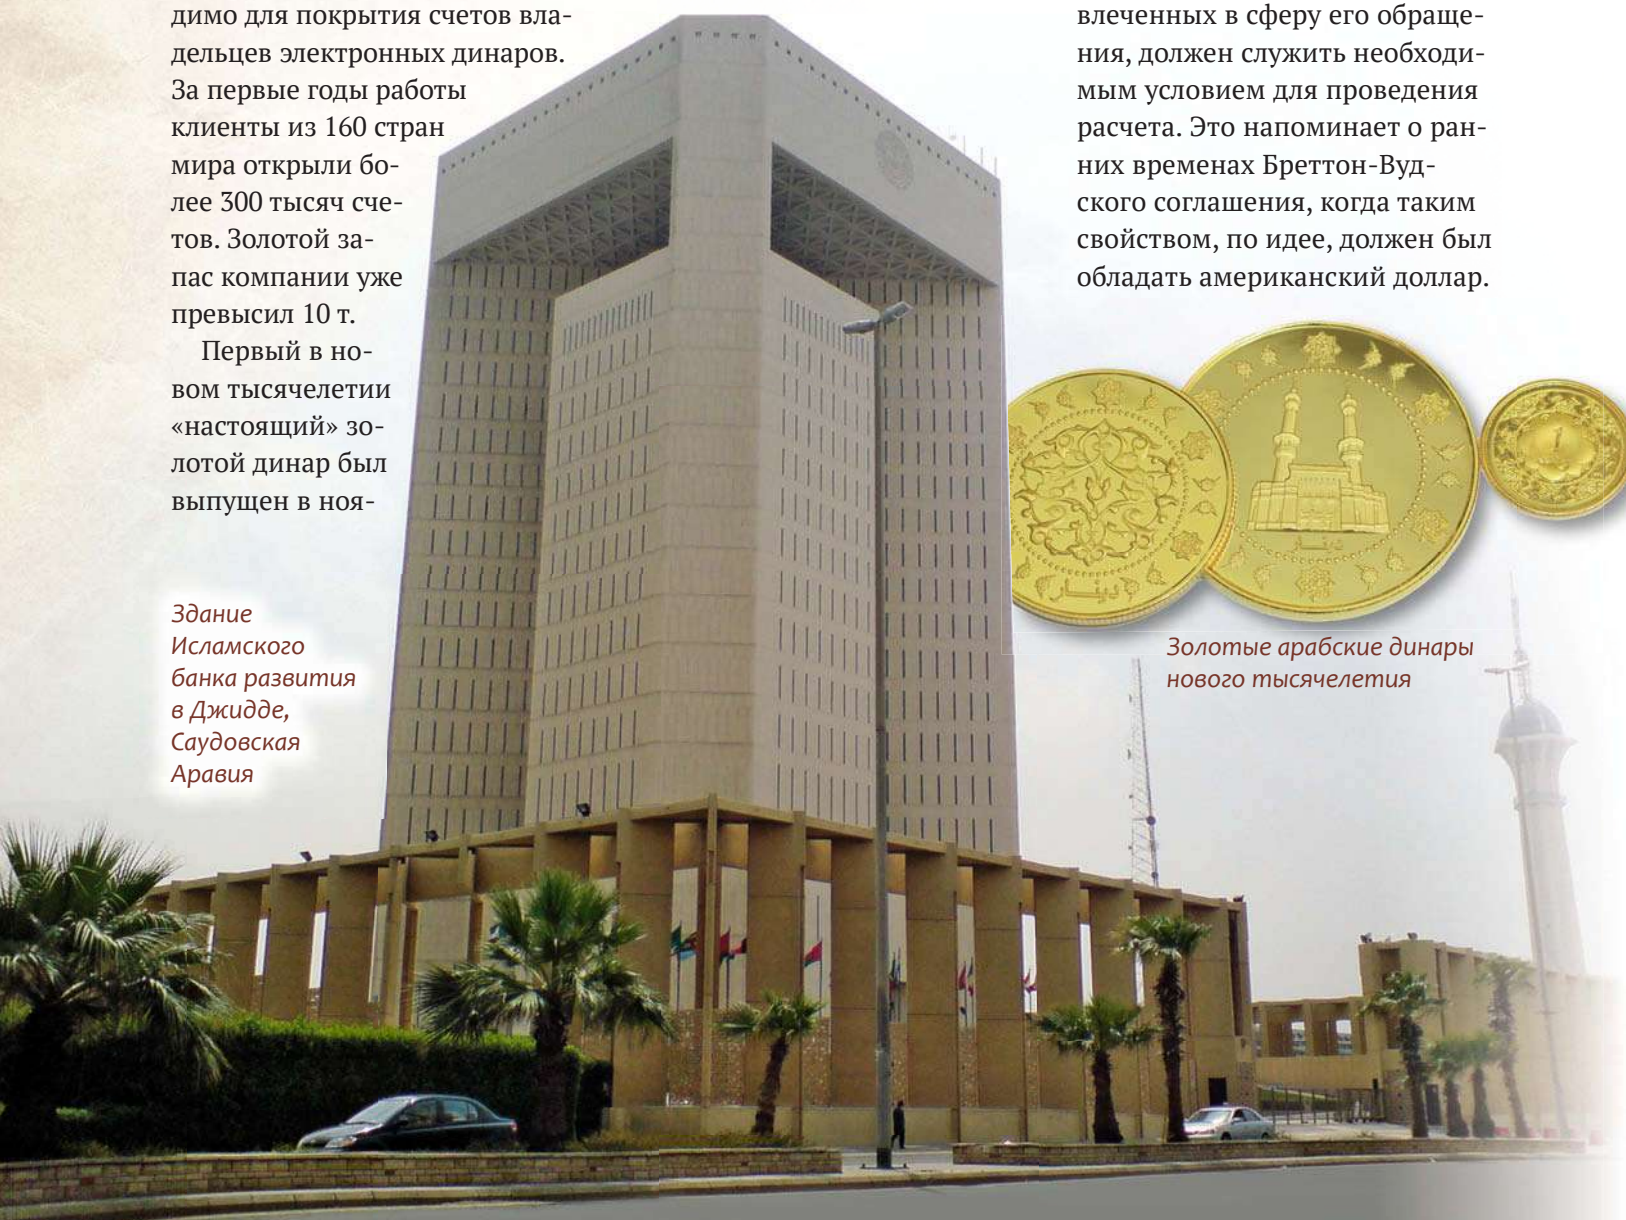 димо для покрытия счетов вла-
дельцев электронных динаров.
За первые годы работы
клиенты из 160 стран
мира открыли бо-
лее 300 тысяч сче-
тов. Золотой за-
пас компании уже
превысил 10 т.
Первый в но-
вом тысячелетии
«настоящий» зо-
лотой динар был
выпущен в ноя-
Здание
Исламского
банка развития
в Джидде,
Саудовская
Аравия
влеченных в сферу его обраще-
ния, должен служить необходи-
мым условием для проведения
расчета. Это напоминает о ран-
них временах Бреттон-Вуд-
ского соглашения, когда таким
свойством, по идее, должен был
обладать американский доллар.
دينار
دينار
١
Золотые арабские динары
нового тысячелетия